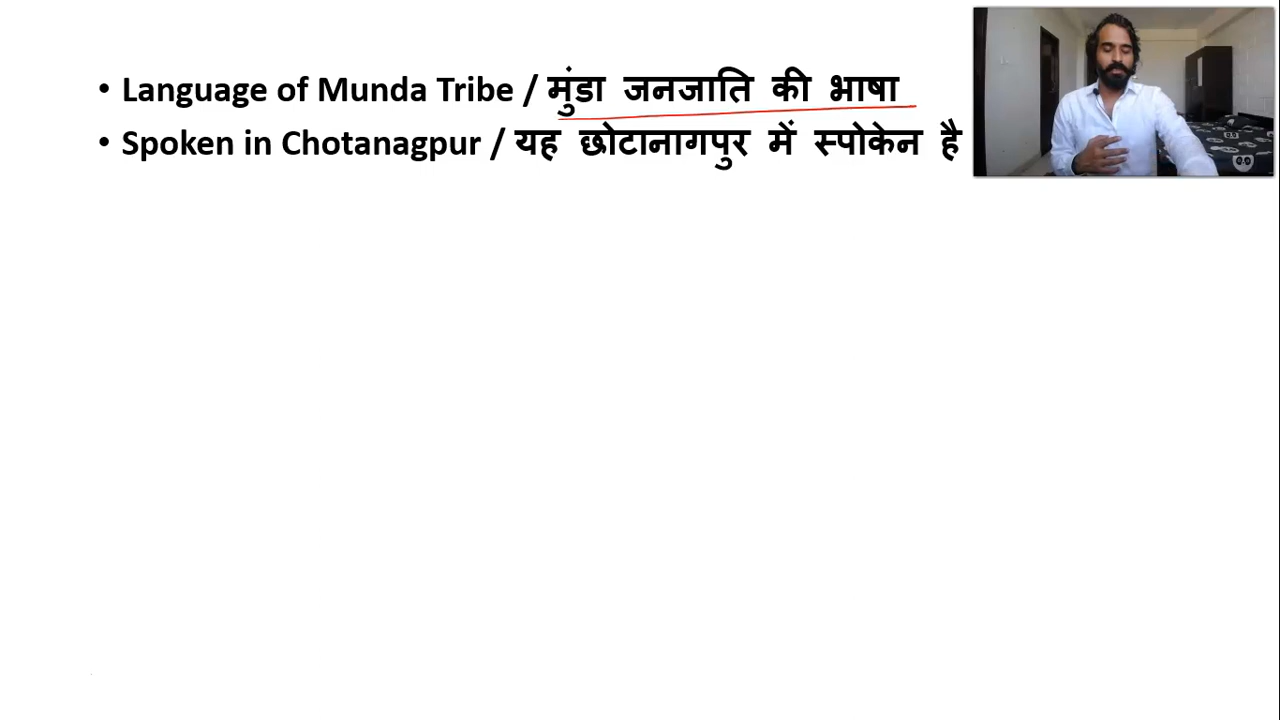 • Language of Munda Tribe / मुंडा जनजाति की भाषा
• Spoken in Chotanagpur / यह छोटानागपुर में स्पोकेन है